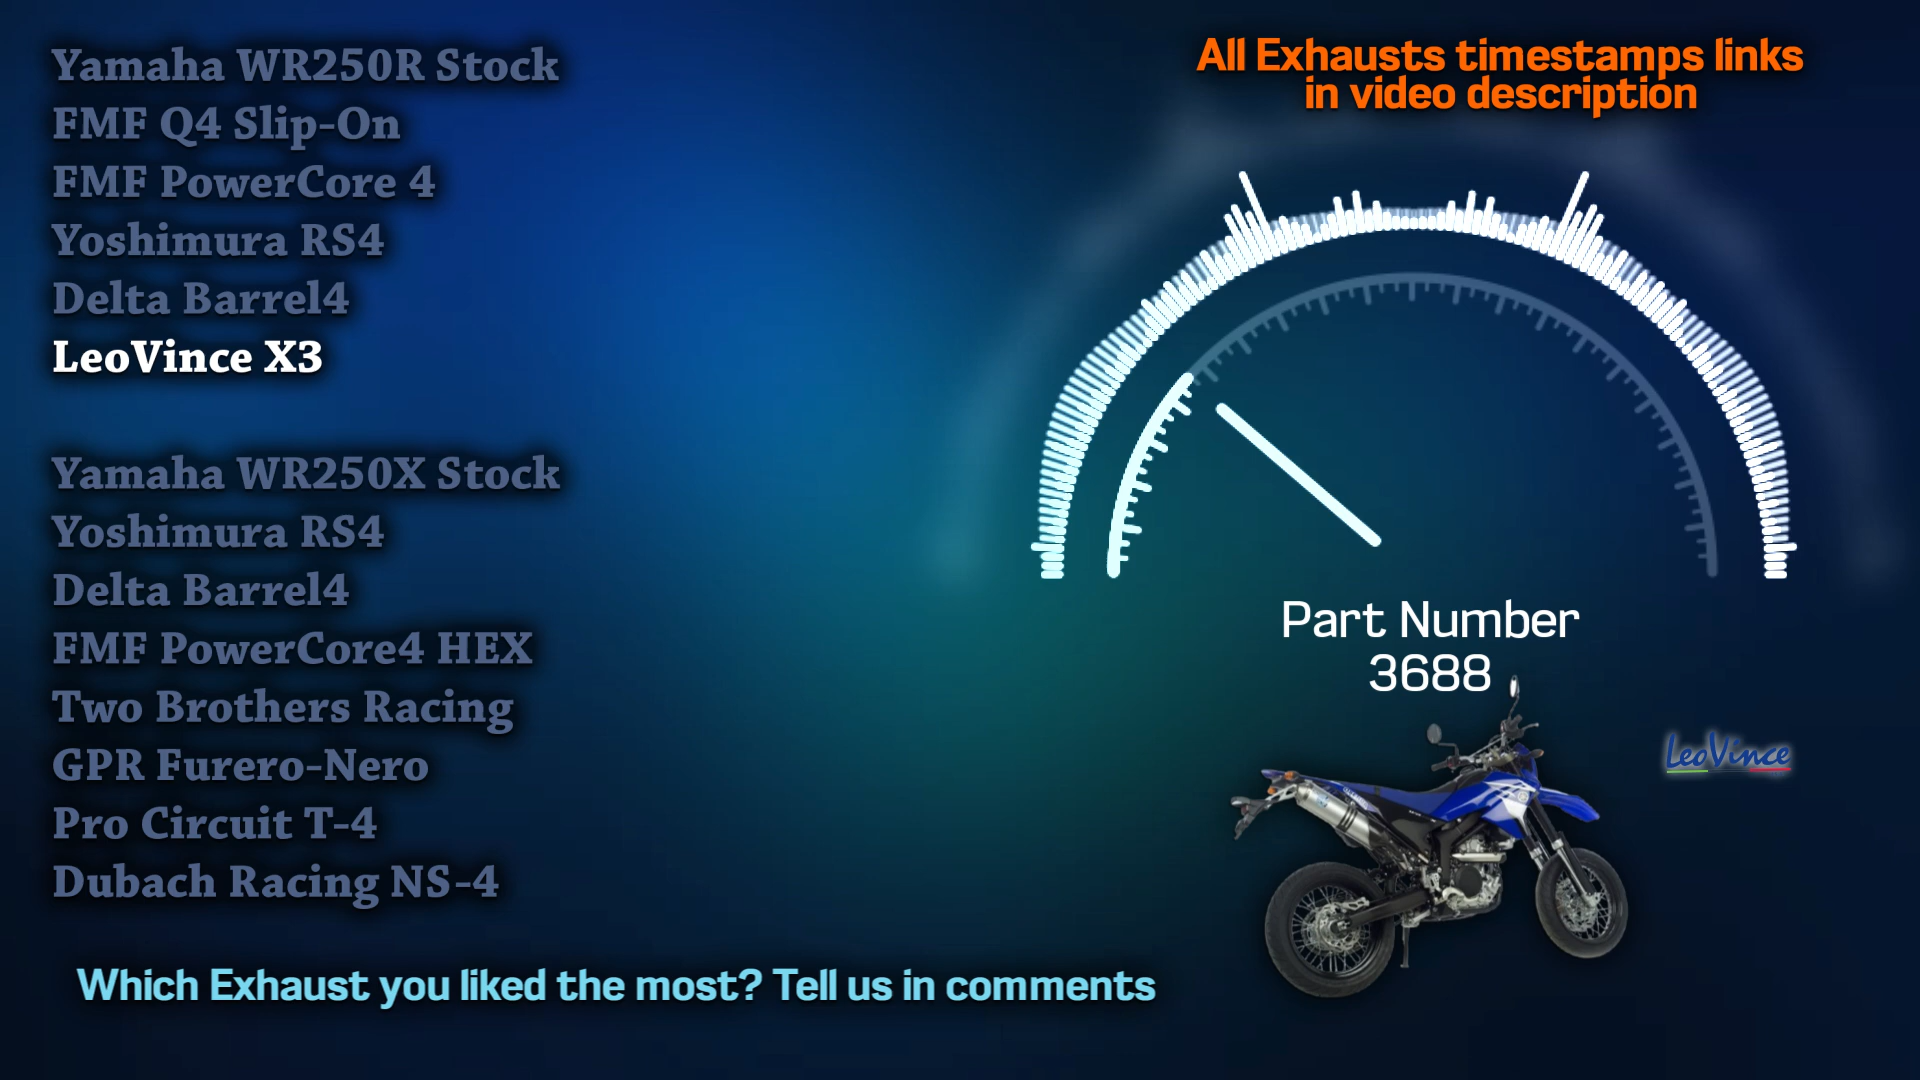 Yamaha WR250R Stock
FMF Q4 Slip-On
FMF PowerCore 4
Yoshimura RS4
Delta Barrel4
LeoVince X3
Yamaha WR250X Stock
Yoshimura RS4
Delta Barrel4
FMF PowerCore4 HEX
Two Brothers Racing
GPR Furero-Nero
Pro Circuit T-4
Dubach Racing NS-4
Which Exhaust you liked the most? Tell us in comments
All Exhausts timestamps links
in video description
Part Number
3688
LeoVince